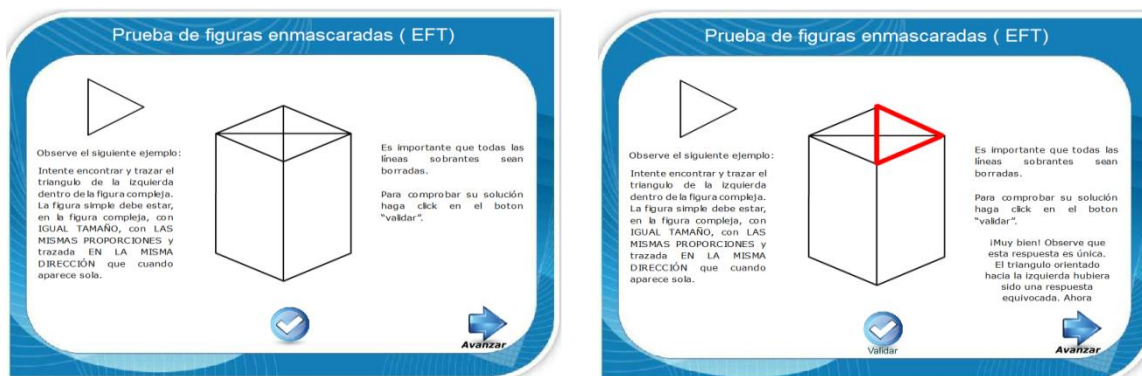 Prueba de figuras enmascaradas ( EFT)
Observe el siguiente ejemplo:
Intente encontrar y trazar el
triangulo de la izquierda
dentro de la figura compleja.
La figura simple debe estar,
en la figura compleja, con
IGUAL TAMAÑO, con LAS
MISMAS PROPORCIONES y
trazada EN LA MISMA
DIRECCIÓN que cuando
aparece sola.
Es importante que todas las
líneas sobrantes sean
borradas.
Para comprobar su solución
haga click en el boton
"validar".
Avanzar
Prueba de figuras enmascaradas ( EFT)
Observe el siguiente ejemplo:
Intente encontrar y trazar el
triangulo de la izquierda
dentro de la figura compleja.
La figura simple debe estar,
en la figura compleja, con
IGUAL TAMAÑO, con LAS
MISMAS PROPORCIONES y
trazada EN LA MISMA
DIRECCIÓN que cuando
aparece sola.
Es importante que todas las
líneas sobrantes sean
borradas.
Para comprobar su solución
haga click en el boton
"validar".
¡Muy bien! Observe que
esta respuesta es única.
El triangulo orientado
hacia la izquierda hubiera
sido una respuesta
equivocada. Ahora
Validar
Avanzar